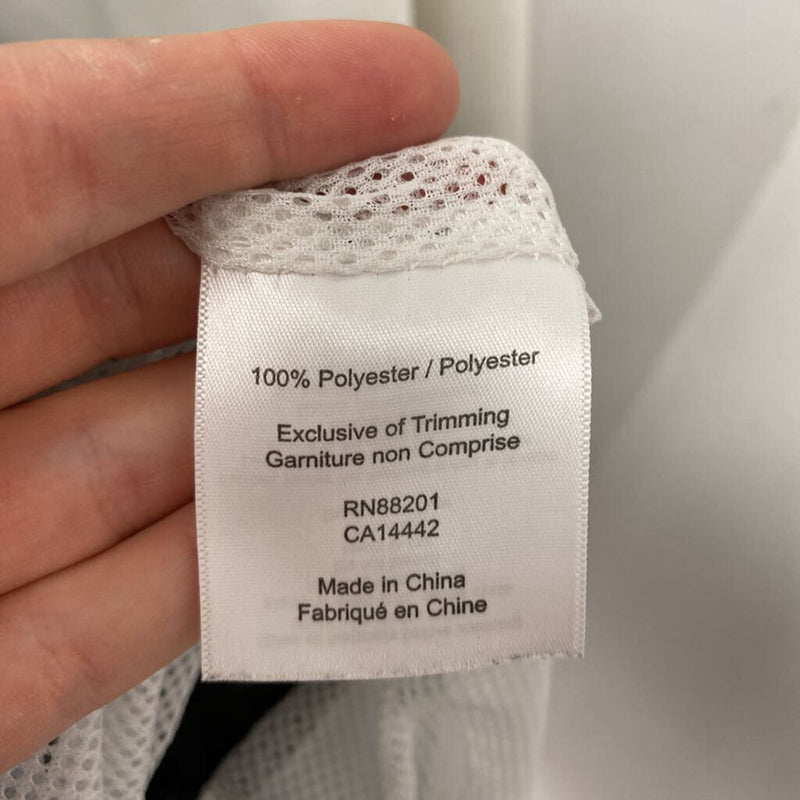 100% Polyester / Polyester
Exclusive of Trimming
Garniture non Comprise
RN88201
CA14442
Made in China
Fabriqué en Chine